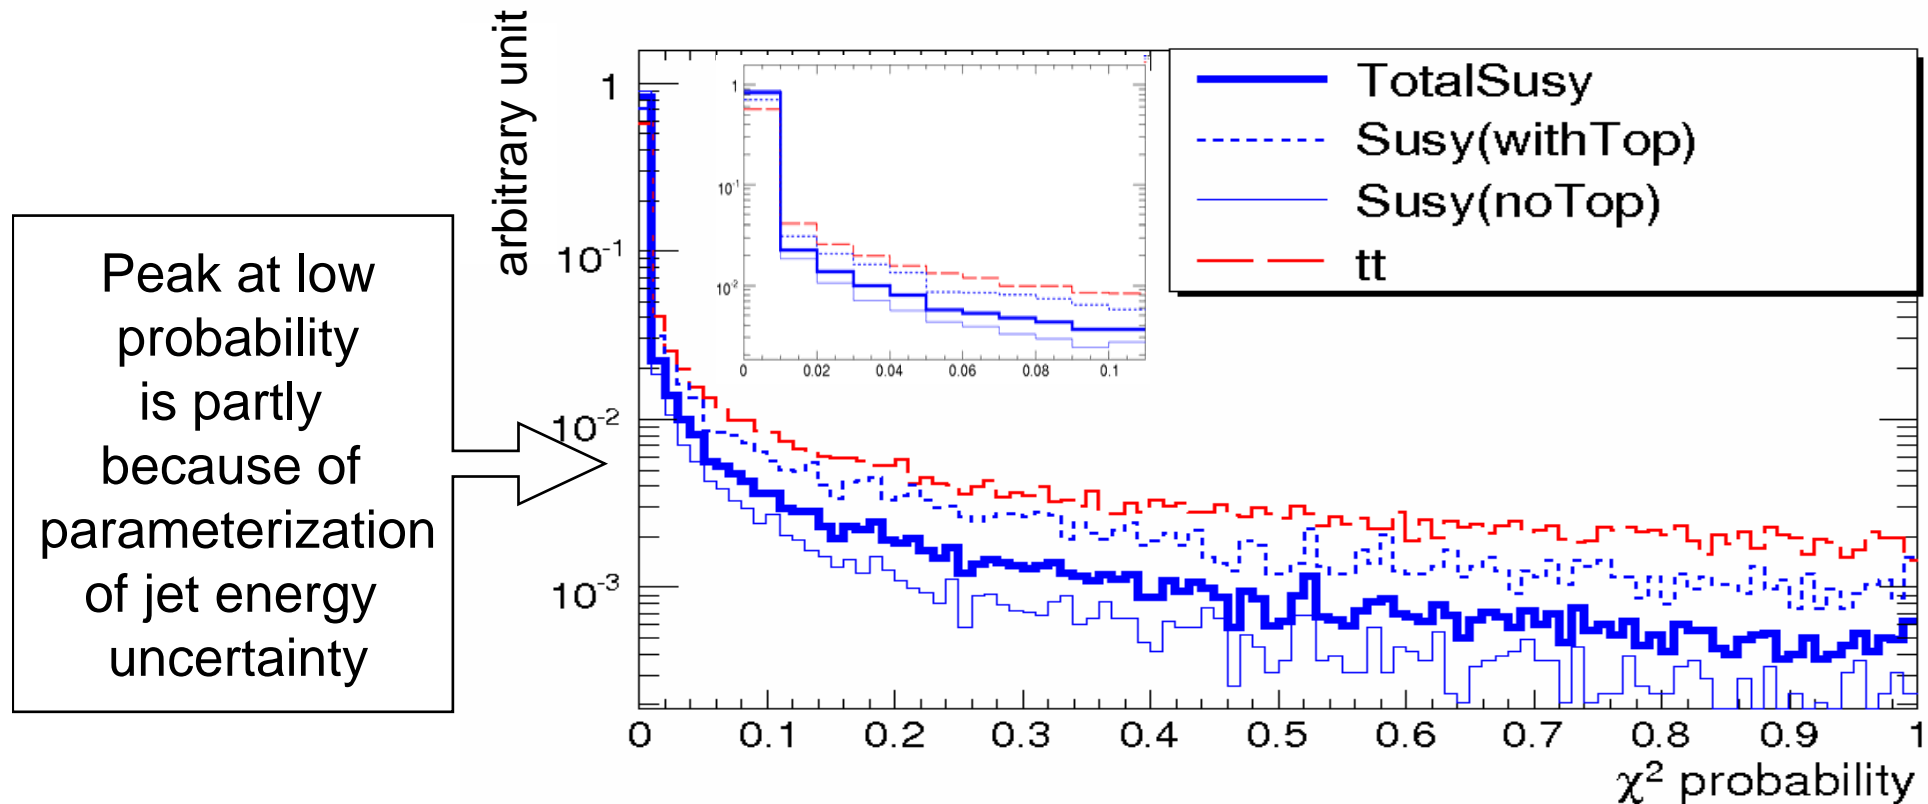 Peak at low
probability
is partly
because of
parameterization
of jet energy
uncertainty
arbitrary unit
1
10⁻¹
10⁻²
10⁻³
1
10⁻¹
10⁻²
0 0.02 0.04 0.06 0.08 0.1
TotalSusy
Susy(withTop)
Susy(noTop)
tt
0 0.1 0.2 0.3 0.4 0.5 0.6 0.7 0.8 0.9 1
χ² probability